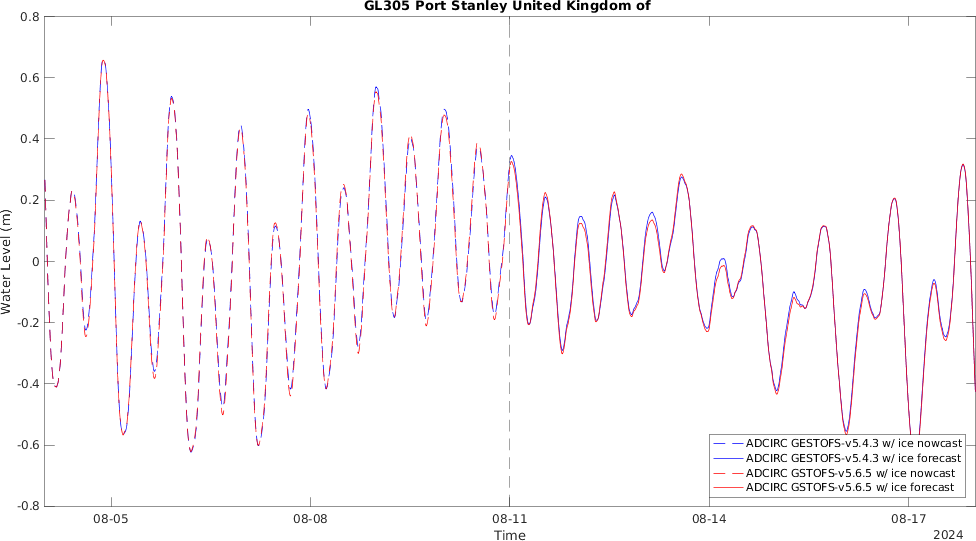 GL305 Port Stanley United Kingdom of
0.8
0.6
0.4
0.2
0
-0.2
-0.4
-0.6
-0.8
Water Level (m)
ADCIRC GESTOFS-v5.4.3 w/ ice nowcast
ADCIRC GESTOFS-v5.4.3 w/ ice forecast
ADCIRC GSTOFS-v5.6.5 w/ ice nowcast
ADCIRC GSTOFS-v5.6.5 w/ ice forecast
08-05 08-08 08-11 08-14 08-17
Time
2024